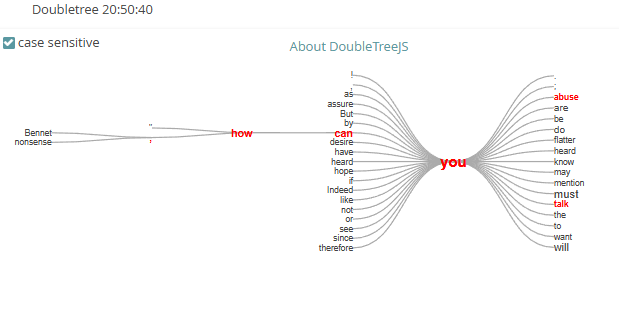 Doubletree 20:50:40
case sensitive
About DoubleTreeJS
Bennet
nonsense
"
,
how
!
,
as
assure
But
by
can
desire
have
heard
hope
if
Indeed
like
not
or
see
since
therefore
you
.
;
abuse
are
be
do
flatter
heard
know
may
mention
must
talk
the
to
want
will